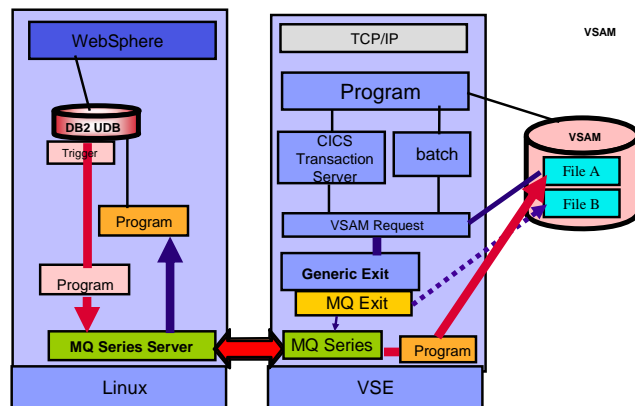 WebSphere
DB2 UDB
Trigger
Program
Program
MQ Series Server
Linux
TCP/IP
Program
CICS
Transaction
Server
batch
VSAM Request
Generic Exit
MQ Exit
MQ Series
Program
VSE
VSAM
VSAM
File A
File B